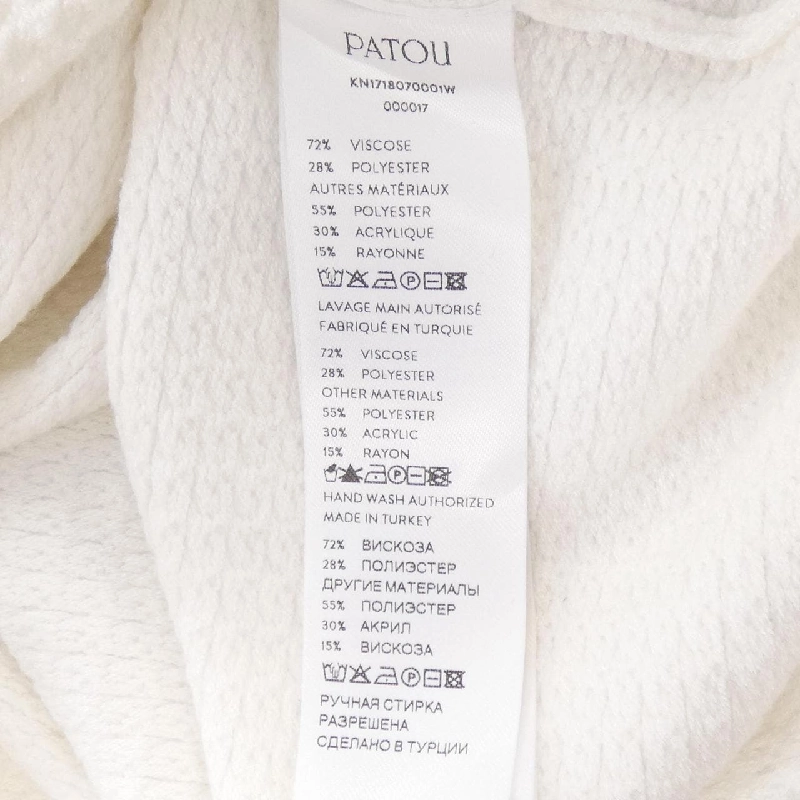 PATOU
KN1718070001W
000017
72% VISCOSE
28% POLYESTER
AUTRES MATÉRIAUX
55% POLYESTER
30% ACRYLIQUE
15% RAYONNE
P
LAVAGE MAIN AUTORISÉ
FABRIQUÉ EN TURQUIE
72% VISCOSE
28% POLYESTER
OTHER MATERIALS
55% POLYESTER
30% ACRYLIC
15% RAYON
P
HAND WASH AUTHORIZED
MADE IN TURKEY
72% ВИСКОЗА
28% ПОЛИЭСТЕР
ДРУГИЕ МАТЕРИАЛЫ
55% ПОЛИЭСТЕР
30% АКРИЛ
15% ВИСКОЗА
P
РУЧНАЯ СТИРКА
РАЗРЕШЕНА
СДЕЛАНО В ТУРЦИИ